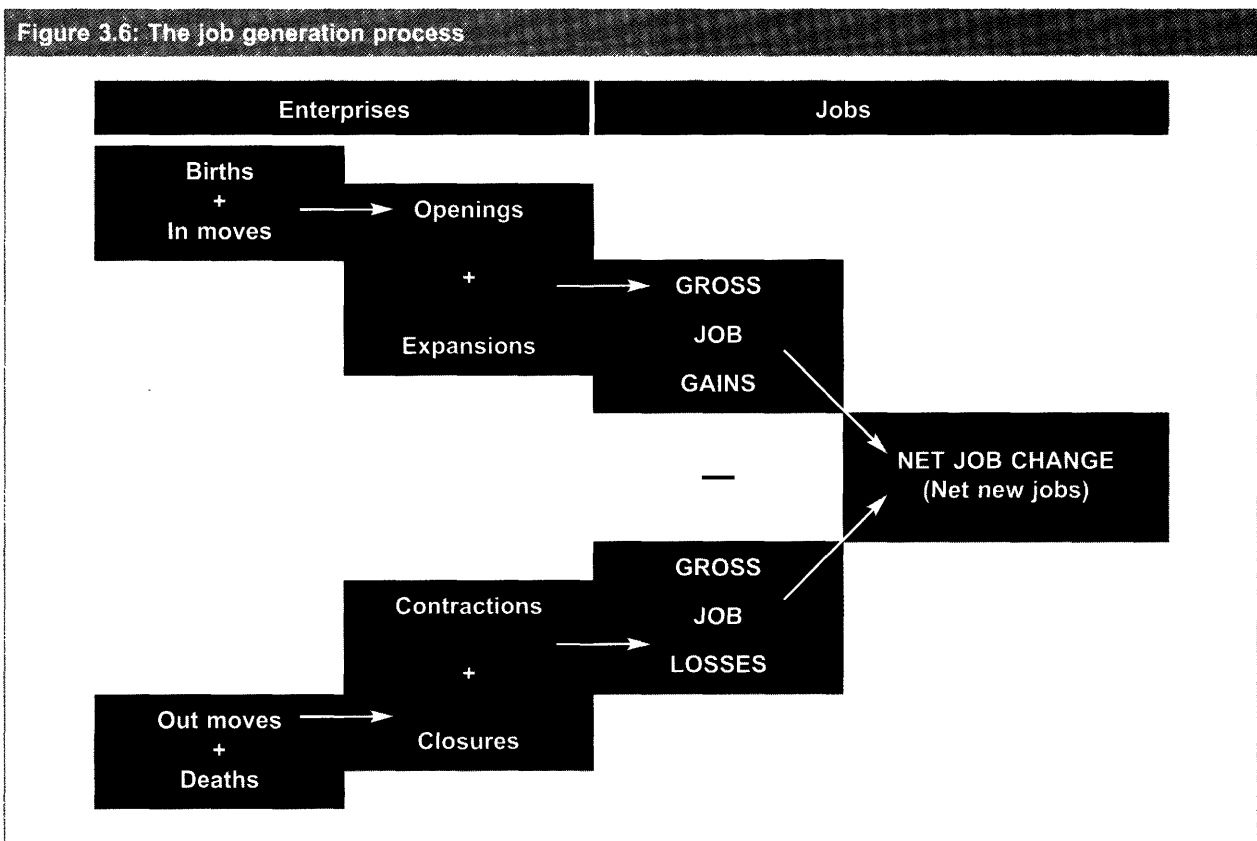 Figure 3.6: The job generation process
Enterprises
Jobs
Births
+
In moves
Openings
+
Expansions
GROSS
JOB
GAINS
—
NET JOB CHANGE
(Net new jobs)
GROSS
JOB
LOSSES
Contractions
+
Closures
Out moves
+
Deaths